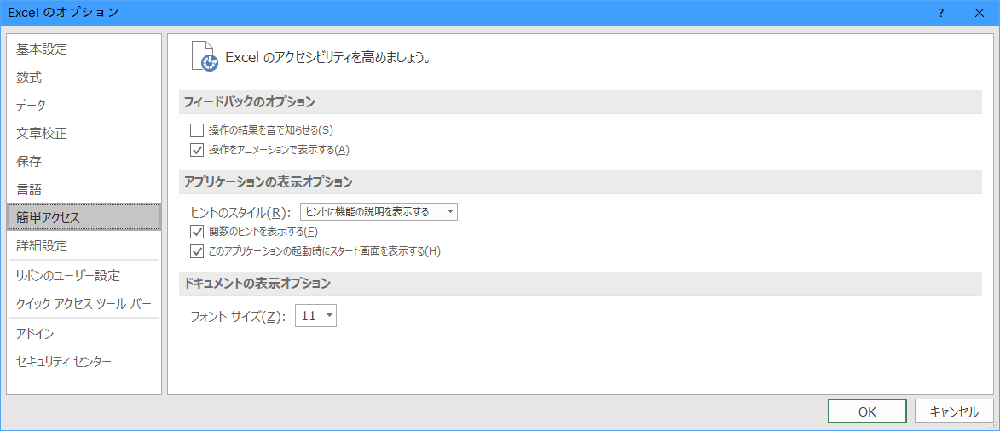 Excel のオプション
?
基本設定
数式
データ
文章校正
保存
言語
簡単アクセス
詳細設定
リボンのユーザー設定
クイック アクセス ツール バー
アドイン
セキュリティ センター
Excel のアクセシビリティを高めましょう。
フィードバックのオプション
操作の結果を音で知らせる(S)
操作をアニメーションで表示する(A)
アプリケーションの表示オプション
ヒントのスタイル(R): ヒントに機能の説明を表示する
関数のヒントを表示する(F)
このアプリケーションの起動時にスタート画面を表示する(H)
ドキュメントの表示オプション
フォント サイズ(Z): 11
OK キャンセル